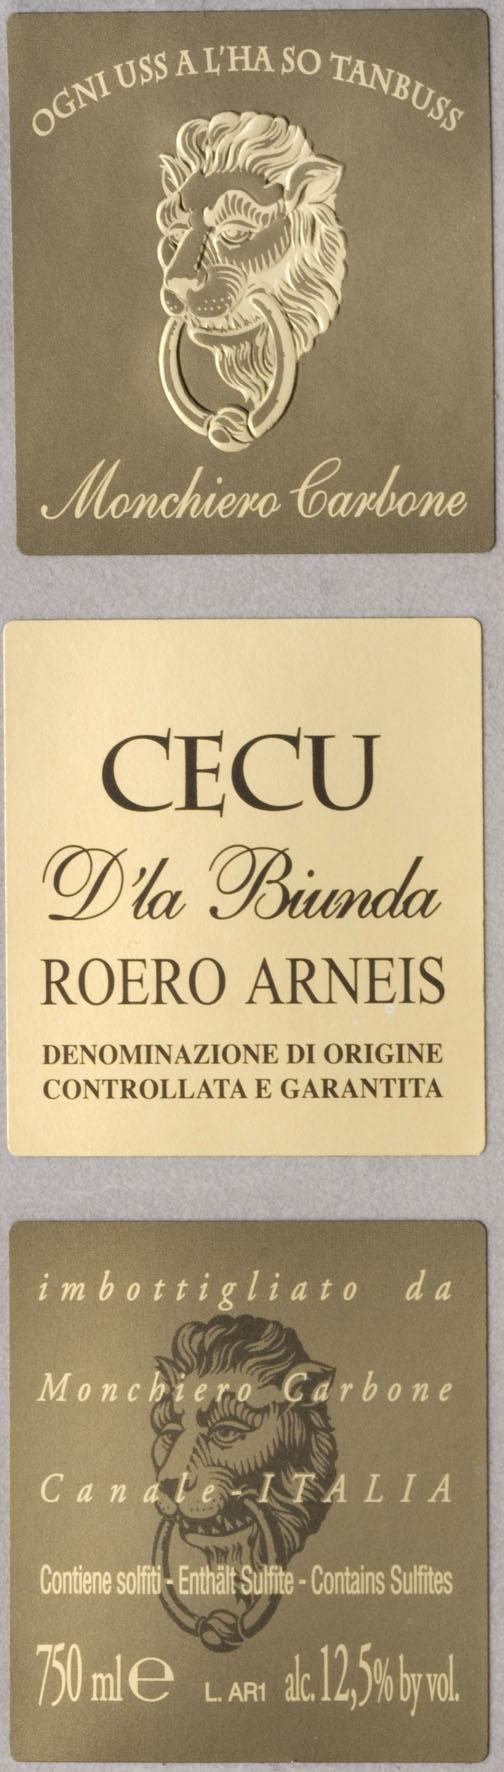 OGNI USS A L'HA SO TANBUSS
Monchiero Carbone
CECU
D'la Biunda
ROERO ARNEIS
DENOMINAZIONE DI ORIGINE
CONTROLLATA E GARANTITA
imbottigliato da
Monchiero Carbone
Canale-ITALIA
Contiene solfiti - Enthält Sulfite - Contains Sulfites
750 ml e L. AR1 alc. 12,5% by vol.